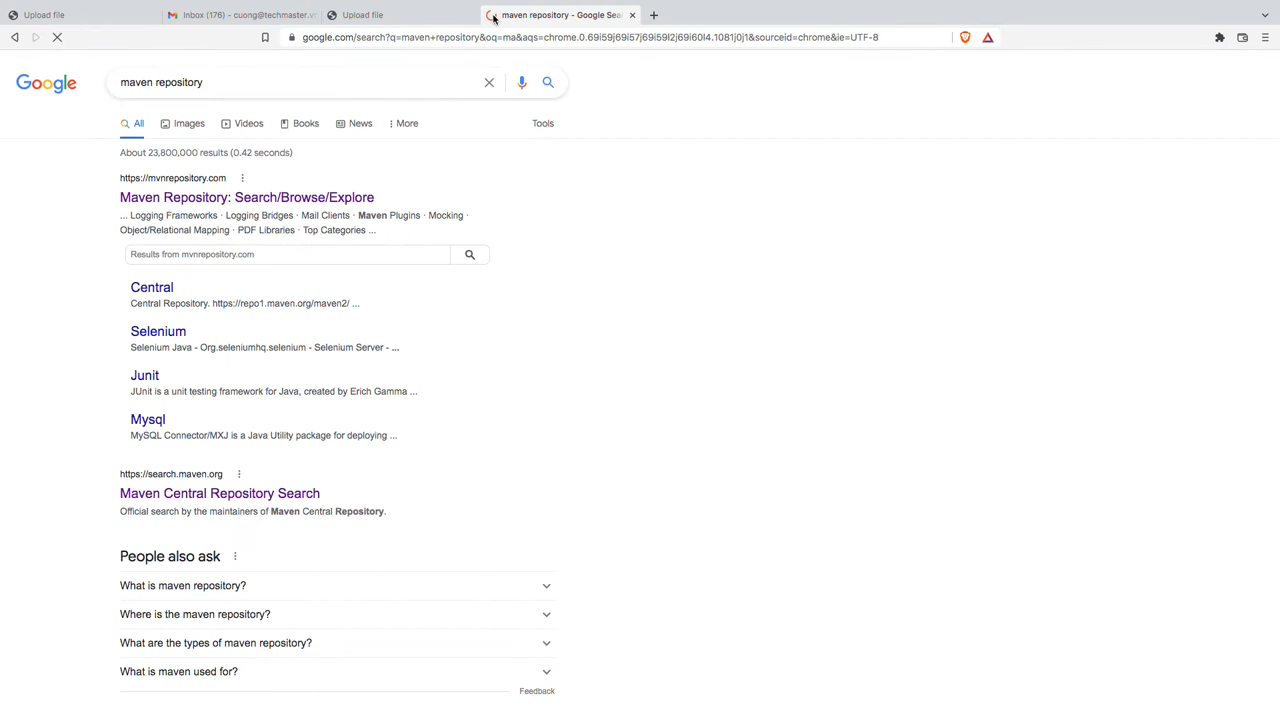 Upload file
Inbox (176) - cuong@techmaster.vn
Upload file
maven repository - Google Sea
google.com/search?q=maven+repository&oq=ma&aqs=chrome.0.69i59j69i57j69i59l2j69i60l4.1081j0j1&sourceid=chrome&ie=UTF-8
Google
maven repository
All
Images
Videos
Books
News
More
Tools
About 23,800,000 results (0.42 seconds)
https://mvnrepository.com
Maven Repository: Search/Browse/Explore
... Logging Frameworks · Logging Bridges · Mail Clients · Maven Plugins · Mocking ·
Object/Relational Mapping · PDF Libraries · Top Categories ...
Results from mvnrepository.com
Central
Central Repository. https://repo1.maven.org/maven2/ ...
Selenium
Selenium Java - Org.seleniumhq.selenium - Selenium Server - ...
Junit
JUnit is a unit testing framework for Java, created by Erich Gamma ...
Mysql
MySQL Connector/MXJ is a Java Utility package for deploying ...
https://search.maven.org
Maven Central Repository Search
Official search by the maintainers of Maven Central Repository.
People also ask
What is maven repository?
Where is the maven repository?
What are the types of maven repository?
What is maven used for?
Feedback